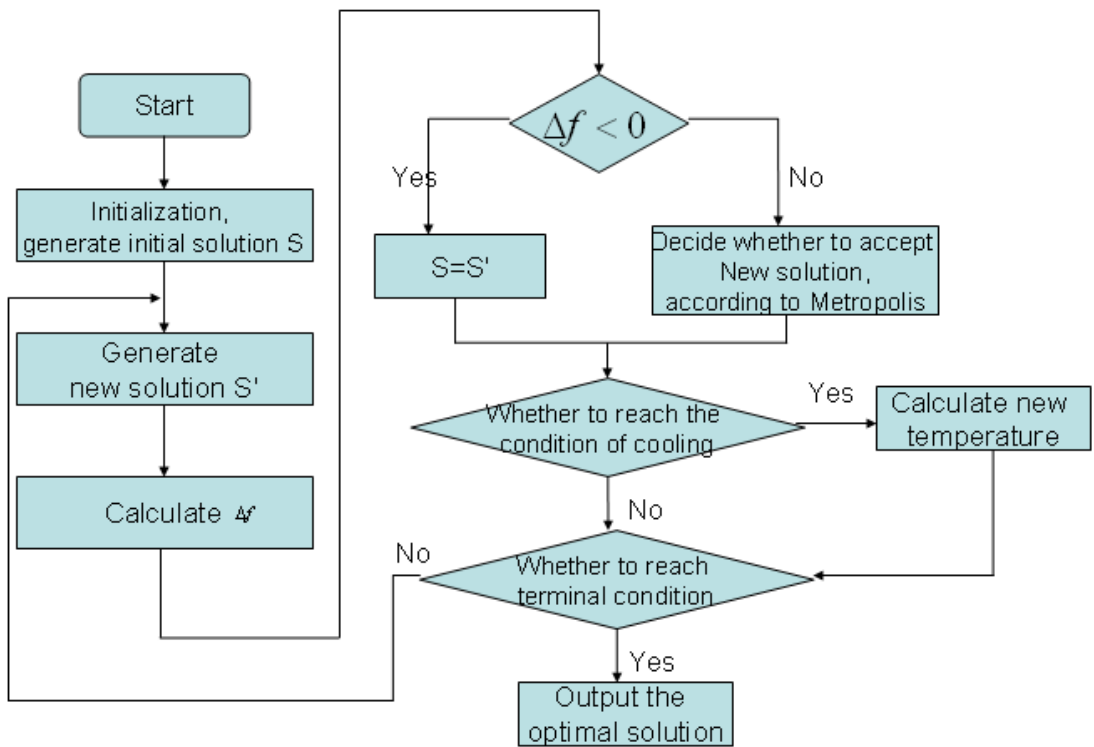 Start
Initialization,
generate initial solution S
Generate
new solution S'
Calculate Δf
Δf < 0
Yes
No
S=S'
Decide whether to accept
New solution,
according to Metropolis
Whether to reach the
condition of cooling
Yes
Calculate new
temperature
No
Whether to reach
terminal condition
No
Yes
Output the
optimal solution